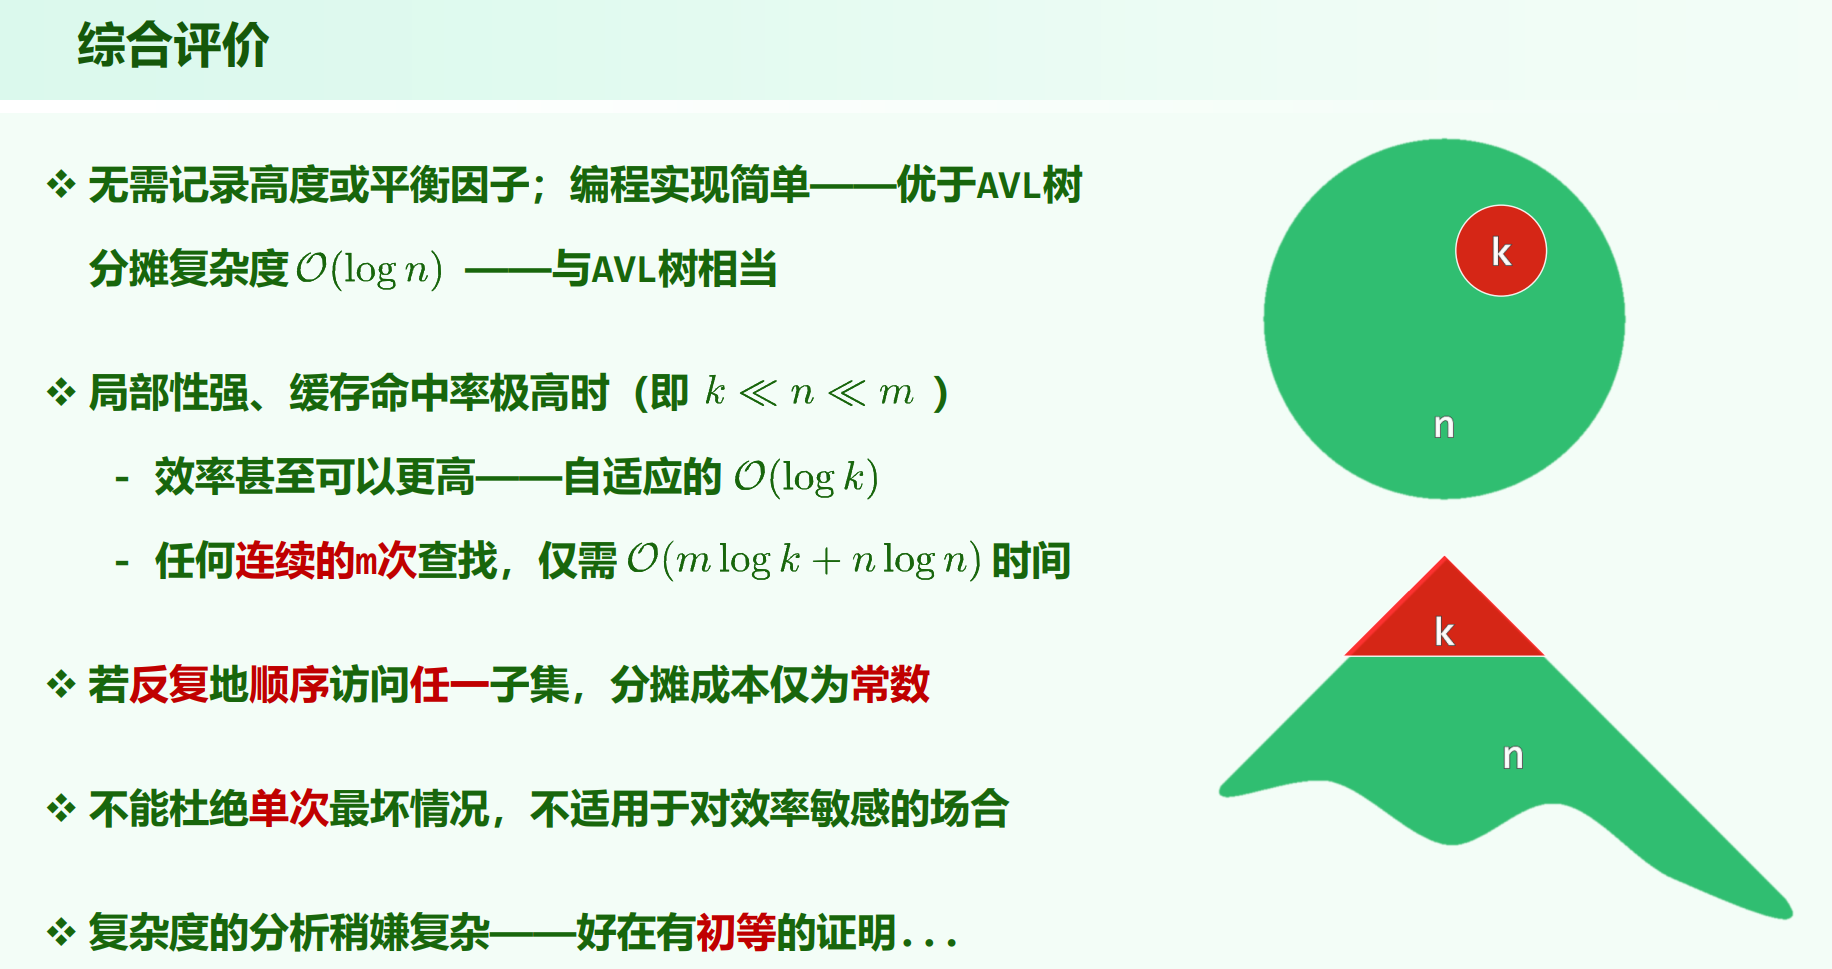 综合评价
❖ 无需记录高度或平衡因子；编程实现简单——优于AVL树
分摊复杂度 𝒪(log n) ——与AVL树相当
❖ 局部性强、缓存命中率极高时（即 k ≪ n ≪ m ）
- 效率甚至可以更高——自适应的 𝒪(log k)
- 任何连续的m次查找，仅需 𝒪(m log k + n log n) 时间
❖ 若反复地顺序访问任一子集，分摊成本仅为常数
❖ 不能杜绝单次最坏情况，不适用于对效率敏感的场合
❖ 复杂度的分析稍嫌复杂——好在有初等的证明...
k
n
k
n